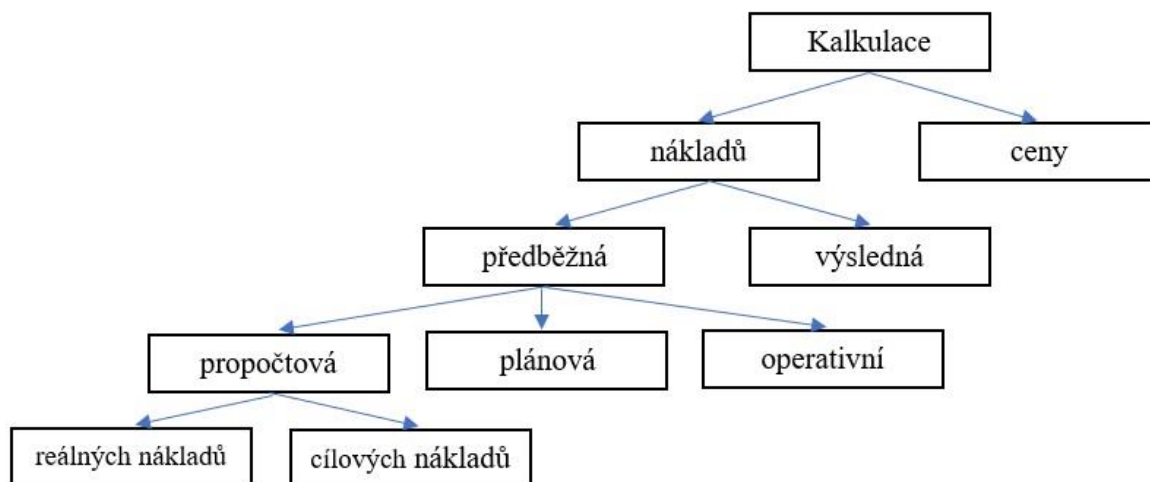 Kalkulace
nákladů
ceny
předběžná
výsledná
propočtová
plánová
operativní
reálných nákladů
cílových nákladů